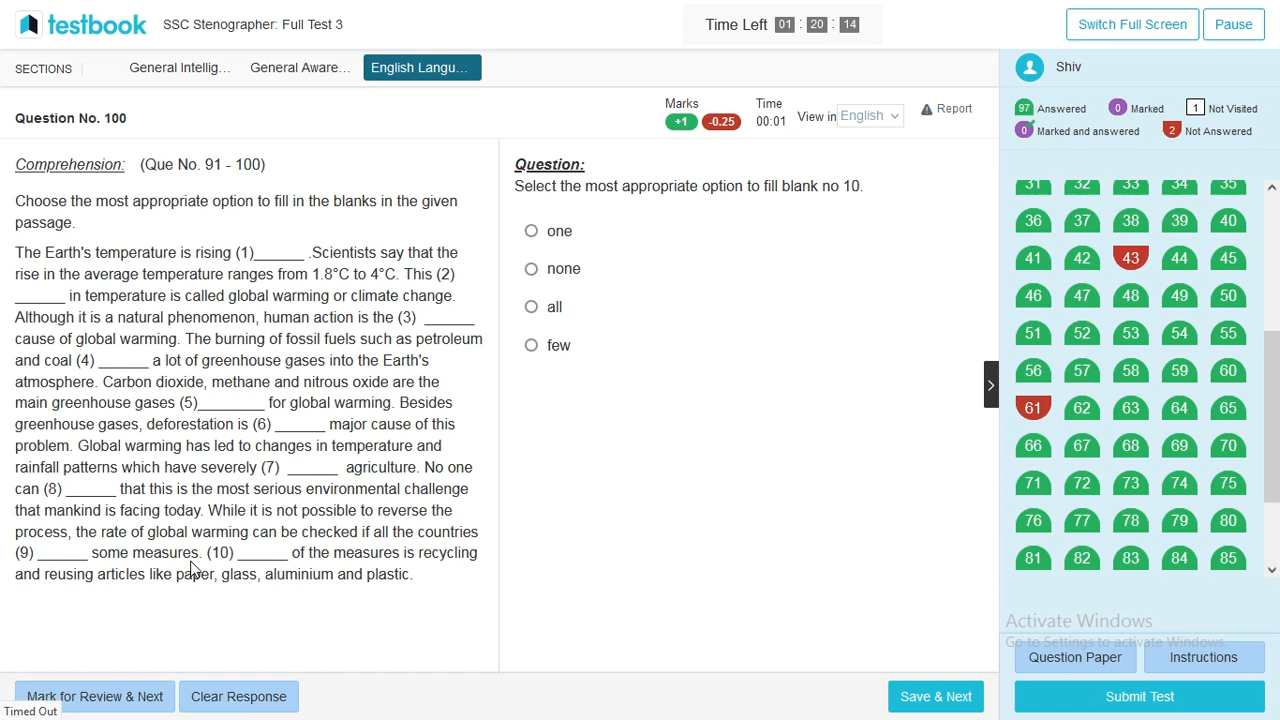 testbook
SSC Stenographer: Full Test 3
Time Left 01 : 20 : 14
Switch Full Screen
Pause
SECTIONS
General Intellig...
General Aware...
English Langu...
Shiv
Question No. 100
Marks
+1
-0.25
Time
00:01
View in English
Report
97 Answered
0 Marked
1 Not Visited
0 Marked and answered
2 Not Answered
Comprehension: (Que No. 91 - 100)
Choose the most appropriate option to fill in the blanks in the given
passage.
The Earth's temperature is rising (1)______ .Scientists say that the
rise in the average temperature ranges from 1.8°C to 4°C. This (2)
______ in temperature is called global warming or climate change.
Although it is a natural phenomenon, human action is the (3) ______
cause of global warming. The burning of fossil fuels such as petroleum
and coal (4) ______ a lot of greenhouse gases into the Earth's
atmosphere. Carbon dioxide, methane and nitrous oxide are the
main greenhouse gases (5)________ for global warming. Besides
greenhouse gases, deforestation is (6) ______ major cause of this
problem. Global warming has led to changes in temperature and
rainfall patterns which have severely (7) ______ agriculture. No one
can (8) ______ that this is the most serious environmental challenge
that mankind is facing today. While it is not possible to reverse the
process, the rate of global warming can be checked if all the countries
(9) ______ some measures. (10) ______ of the measures is recycling
and reusing articles like paper, glass, aluminium and plastic.
Question:
Select the most appropriate option to fill blank no 10.
one
none
all
few
31 32 33 34 35
36 37 38 39 40
41 42 43 44 45
46 47 48 49 50
51 52 53 54 55
56 57 58 59 60
61 62 63 64 65
66 67 68 69 70
71 72 73 74 75
76 77 78 79 80
81 82 83 84 85
Activate Windows
Go to Settings to activate Windows.
Question Paper
Instructions
Mark for Review & Next
Clear Response
Save & Next
Submit Test
Timed Out